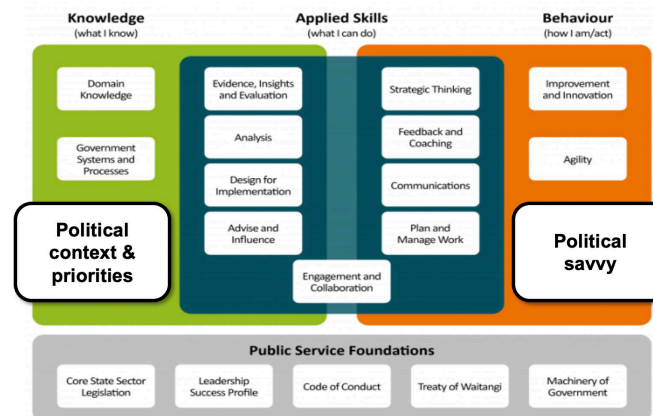 Knowledge
(what I know)
Applied Skills
(what I can do)
Behaviour
(how I am/act)
Domain
Knowledge
Government
Systems and
Processes
Political
context &
priorities
Evidence, Insights
and Evaluation
Analysis
Design for
Implementation
Advise and
Influence
Strategic Thinking
Feedback and
Coaching
Communications
Plan and
Manage Work
Engagement and
Collaboration
Improvement
and Innovation
Agility
Political
savvy
Public Service Foundations
Core State Sector
Legislation
Leadership
Success Profile
Code of Conduct
Treaty of Waitangi
Machinery of
Government